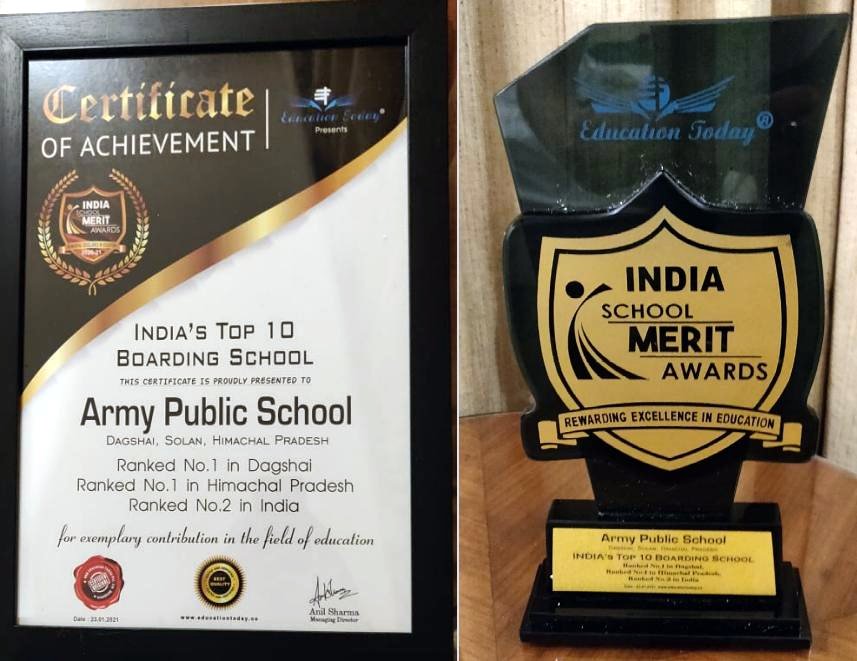 Certificate
OF ACHIEVEMENT
Education Today®
Presents
INDIA
SCHOOL
MERIT
AWARDS
2020-21
INDIA'S TOP 10
BOARDING SCHOOL
THIS CERTIFICATE IS PROUDLY PRESENTED TO
Army Public School
DAGSHAI, SOLAN, HIMACHAL PRADESH
Ranked No.1 in Dagshai
Ranked No.1 in Himachal Pradesh
Ranked No.2 in India
for exemplary contribution in the field of education
BEST
QUALITY
Anil Sharma
Managing Director
Date : 23.01.2021
www.educationtoday.co
Education Today®
INDIA
SCHOOL
MERIT
AWARDS
REWARDING EXCELLENCE IN EDUCATION
Army Public School
DAGSHAI, SOLAN, HIMACHAL PRADESH
INDIA'S TOP 10 BOARDING SCHOOL
Ranked No.1 in Dagshai,
Ranked No.1 in Himachal Pradesh,
Ranked No.2 in India